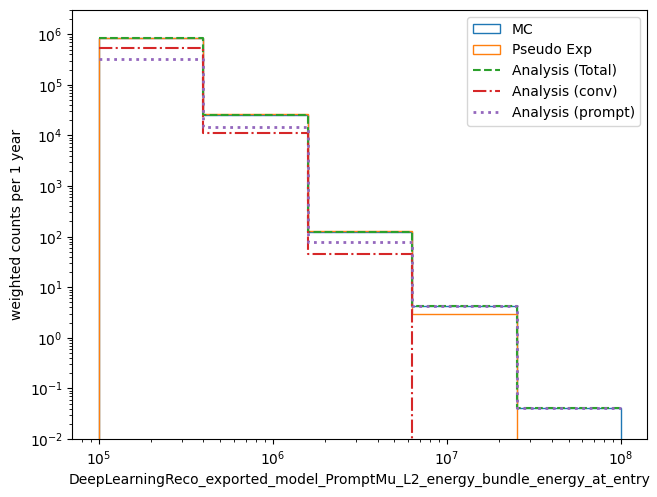 MC
Pseudo Exp
Analysis (Total)
Analysis (conv)
Analysis (prompt)
weighted counts per 1 year
10^6
10^5
10^4
10^3
10^2
10^1
10^0
10^−1
10^−2
10^5 10^6 10^7 10^8
DeepLearningReco_exported_model_PromptMu_L2_energy_bundle_energy_at_entry